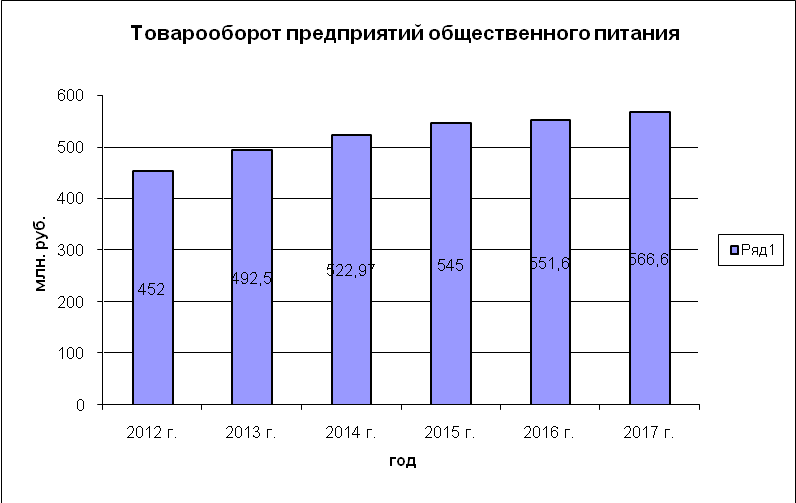 Товарооборот предприятий общественного питания
600
500
400
300
200
100
0
млн. руб.
452
492,5
522,97
545
551,6
566,6
2012 г.
2013 г.
2014 г.
2015 г.
2016 г.
2017 г.
год
Ряд1